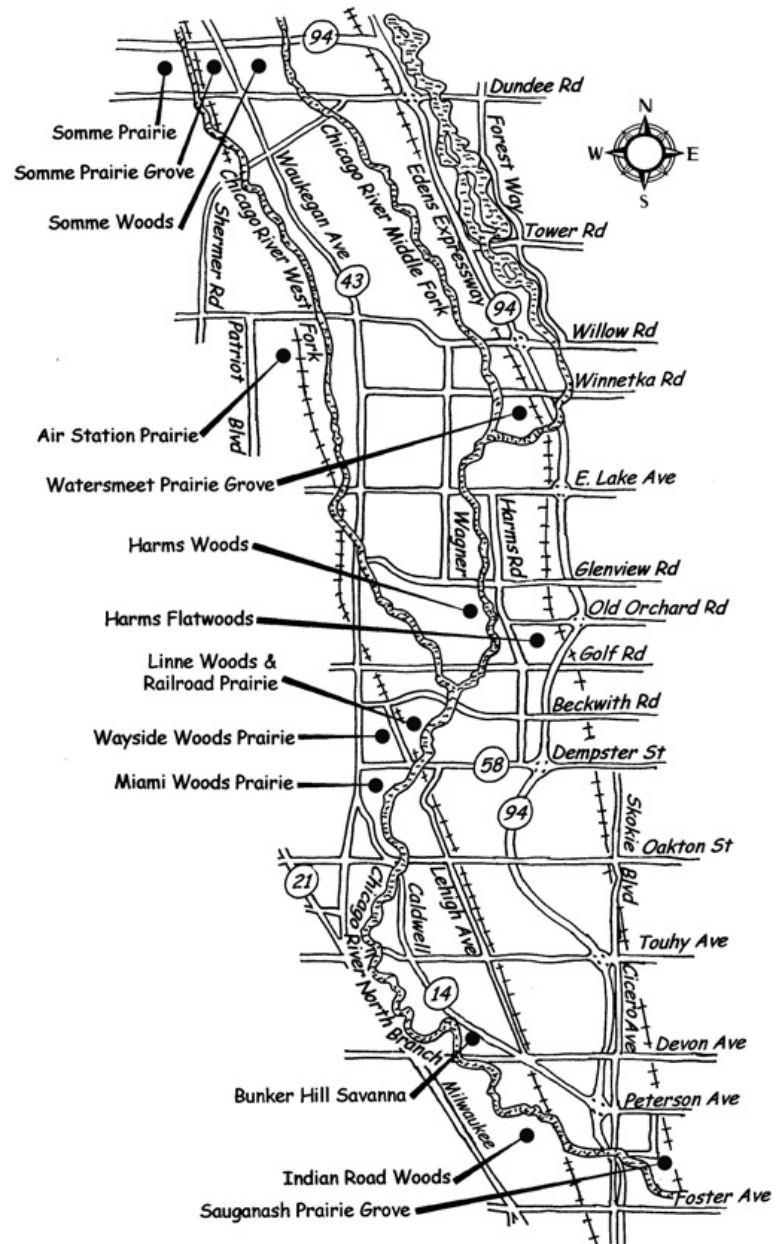 94
Dundee Rd
Somme Prairie
Somme Prairie Grove
Somme Woods
Forest Way
N
W
E
S
Waukegan Ave
Chicago River Middle Fork
Edens Expressway
Chicago River West Fork
Shermer Rd
Tower Rd
43
94
Patriot Blvd
Willow Rd
Winnetka Rd
Air Station Prairie
Watersmeet Prairie Grove
E. Lake Ave
Wagner
Harms Rd
Harms Woods
Glenview Rd
Harms Flatwoods
Old Orchard Rd
Linne Woods &
Railroad Prairie
Golf Rd
Beckwith Rd
Wayside Woods Prairie
58
Dempster St
Miami Woods Prairie
94
Skokie Blvd
Oakton St
21
Chicago River North Branch
Caldwell
Lehigh Ave
Touhy Ave
Cicero Ave
14
Devon Ave
Bunker Hill Savanna
Milwaukee
Peterson Ave
Indian Road Woods
Sauganash Prairie Grove
Foster Ave